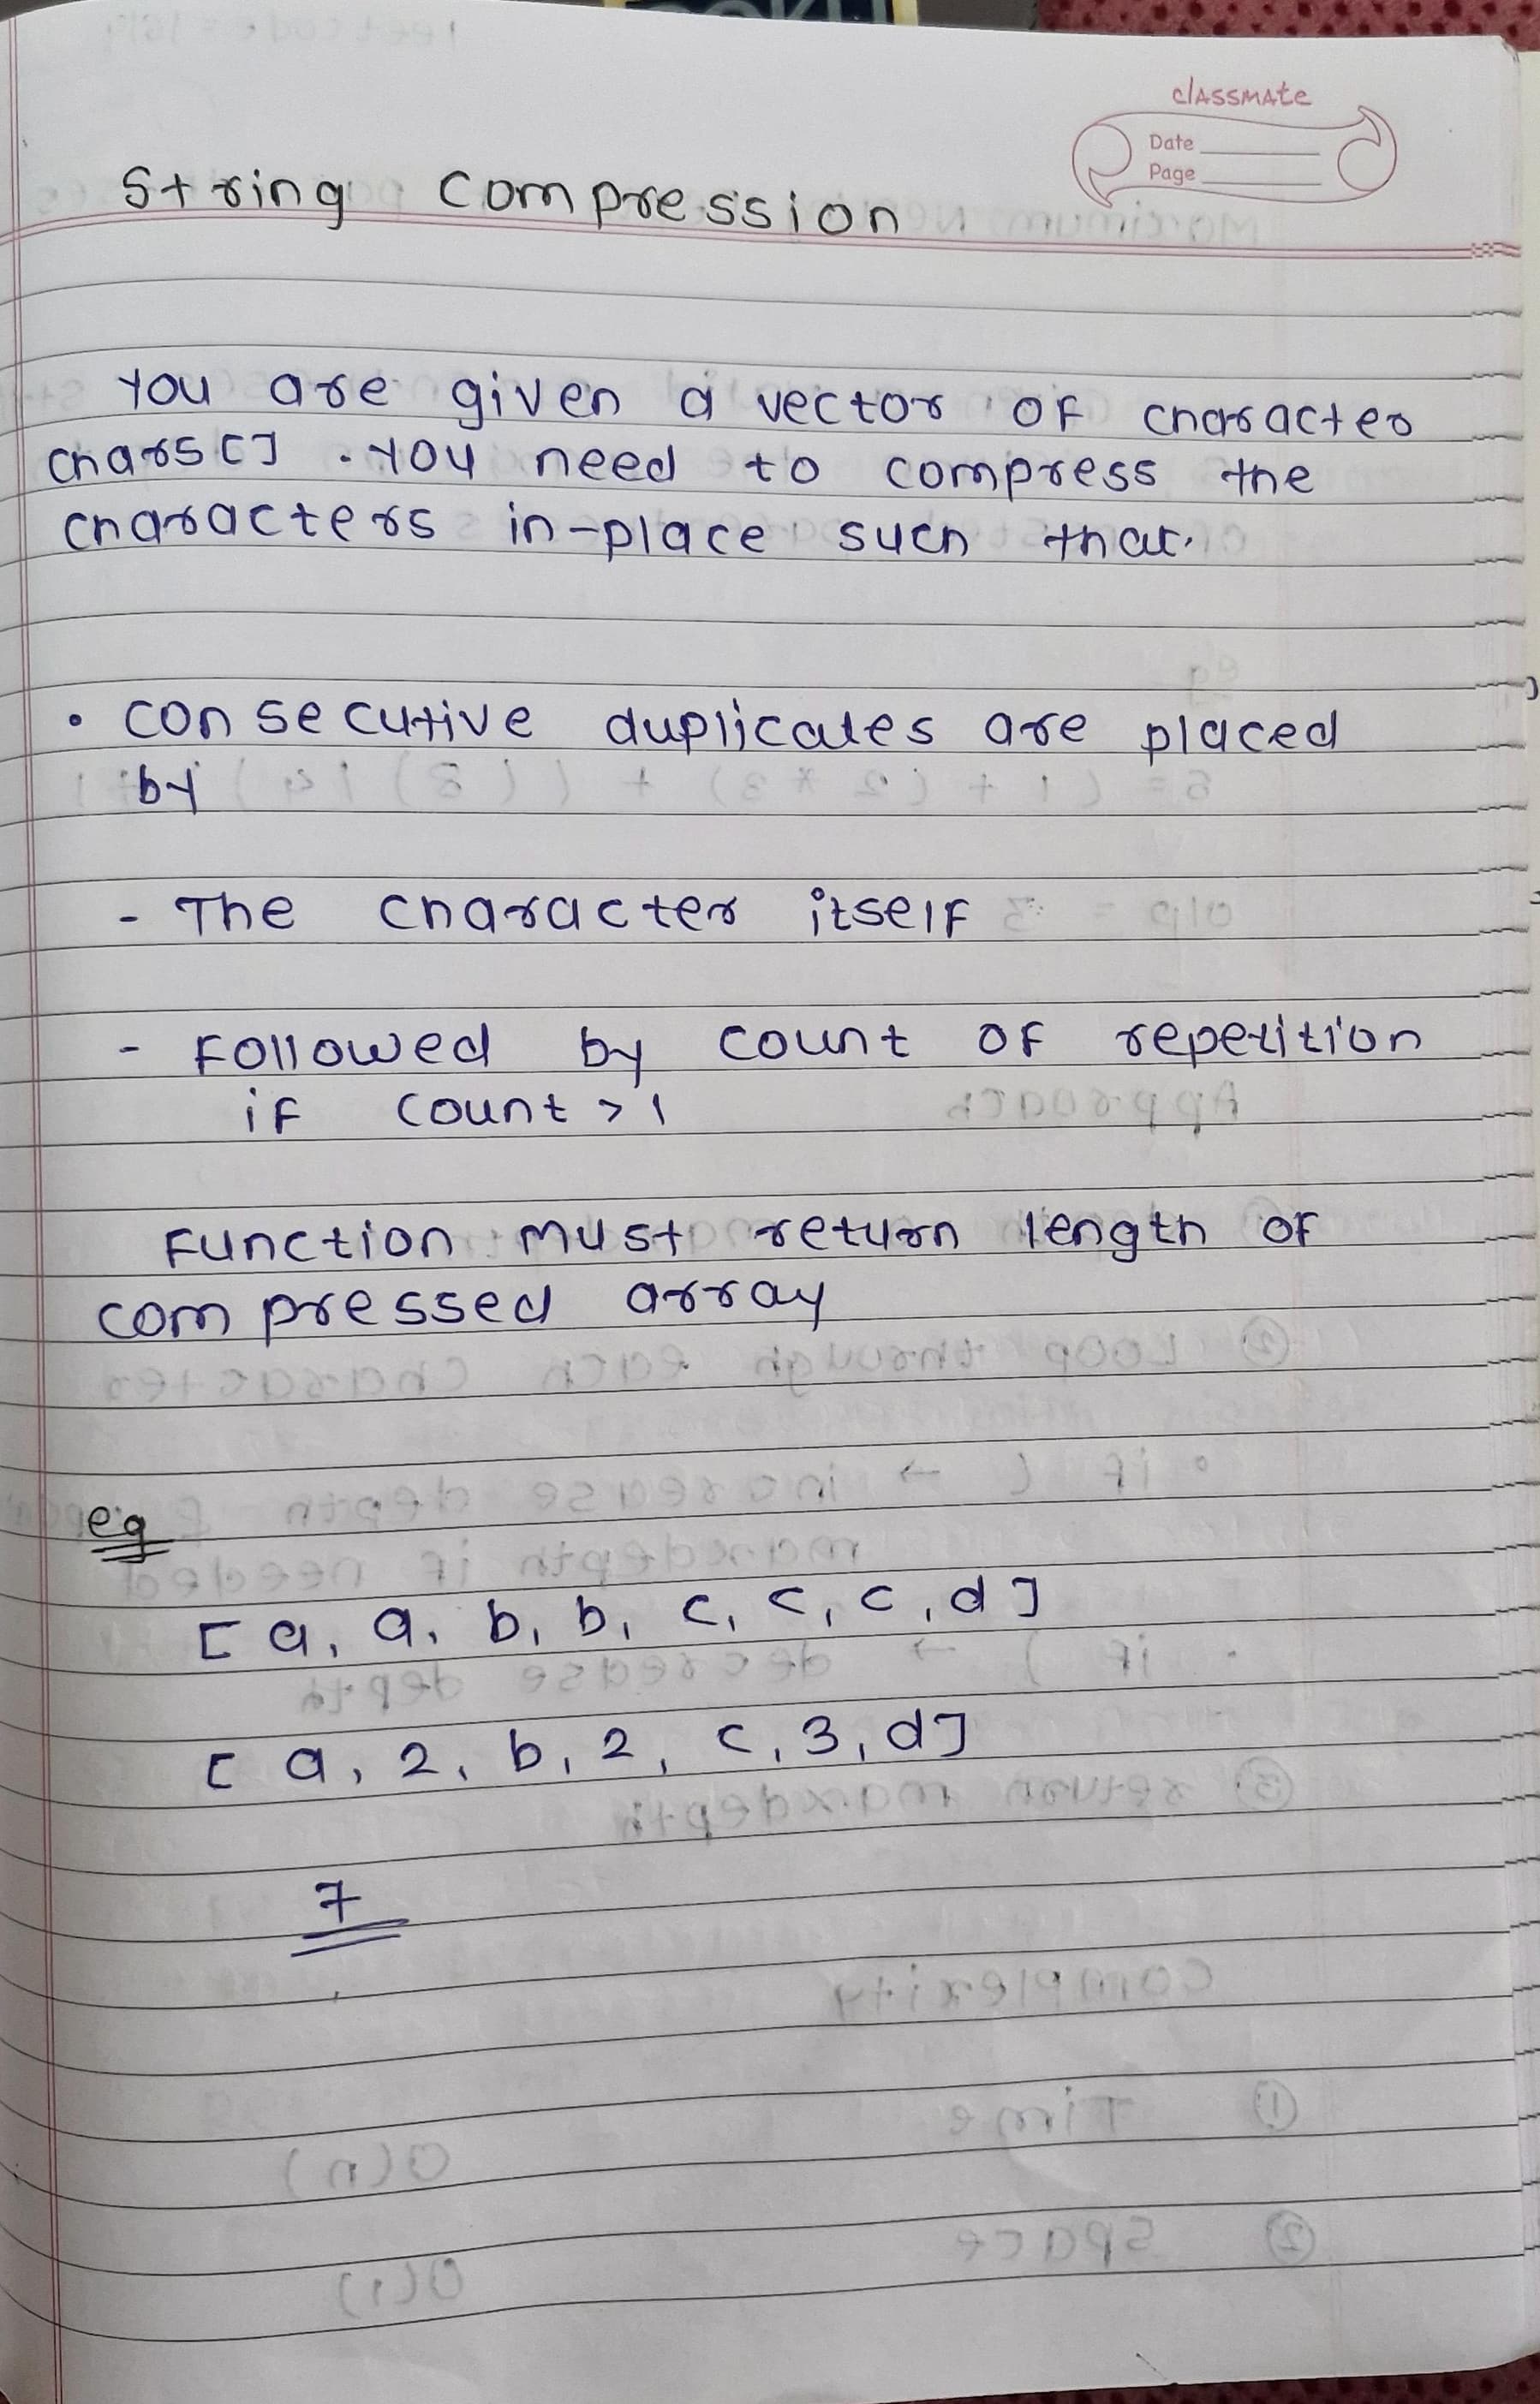 classmate
Date
Page
String Compression
You are given a vector of character
chars[] . You need to compress the
characters in-place such that.
• consecutive duplicates are placed
by
- The character itself
- Followed by count of repetition
if count > 1
Function must return length of
compressed array
eg
[ a, a, b, b, c, c, c, d ]
[ a, 2, b, 2, c, 3, d ]
7